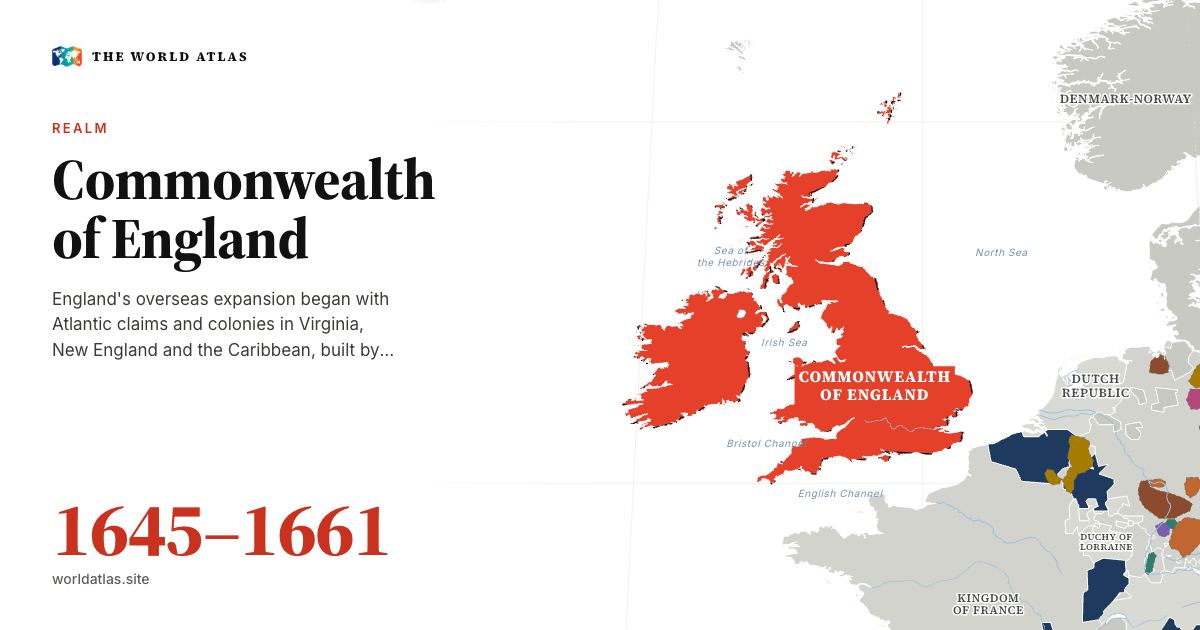 THE WORLD ATLAS
REALM
Commonwealth
of England
England's overseas expansion began with
Atlantic claims and colonies in Virginia,
New England and the Caribbean, built by...
1645–1661
worldatlas.site
DENMARK-NORWAY
Sea of
the Hebrides
North Sea
Irish Sea
COMMONWEALTH
OF ENGLAND
DUTCH
REPUBLIC
Bristol Channel
English Channel
DUCHY OF
LORRAINE
KINGDOM
OF FRANCE